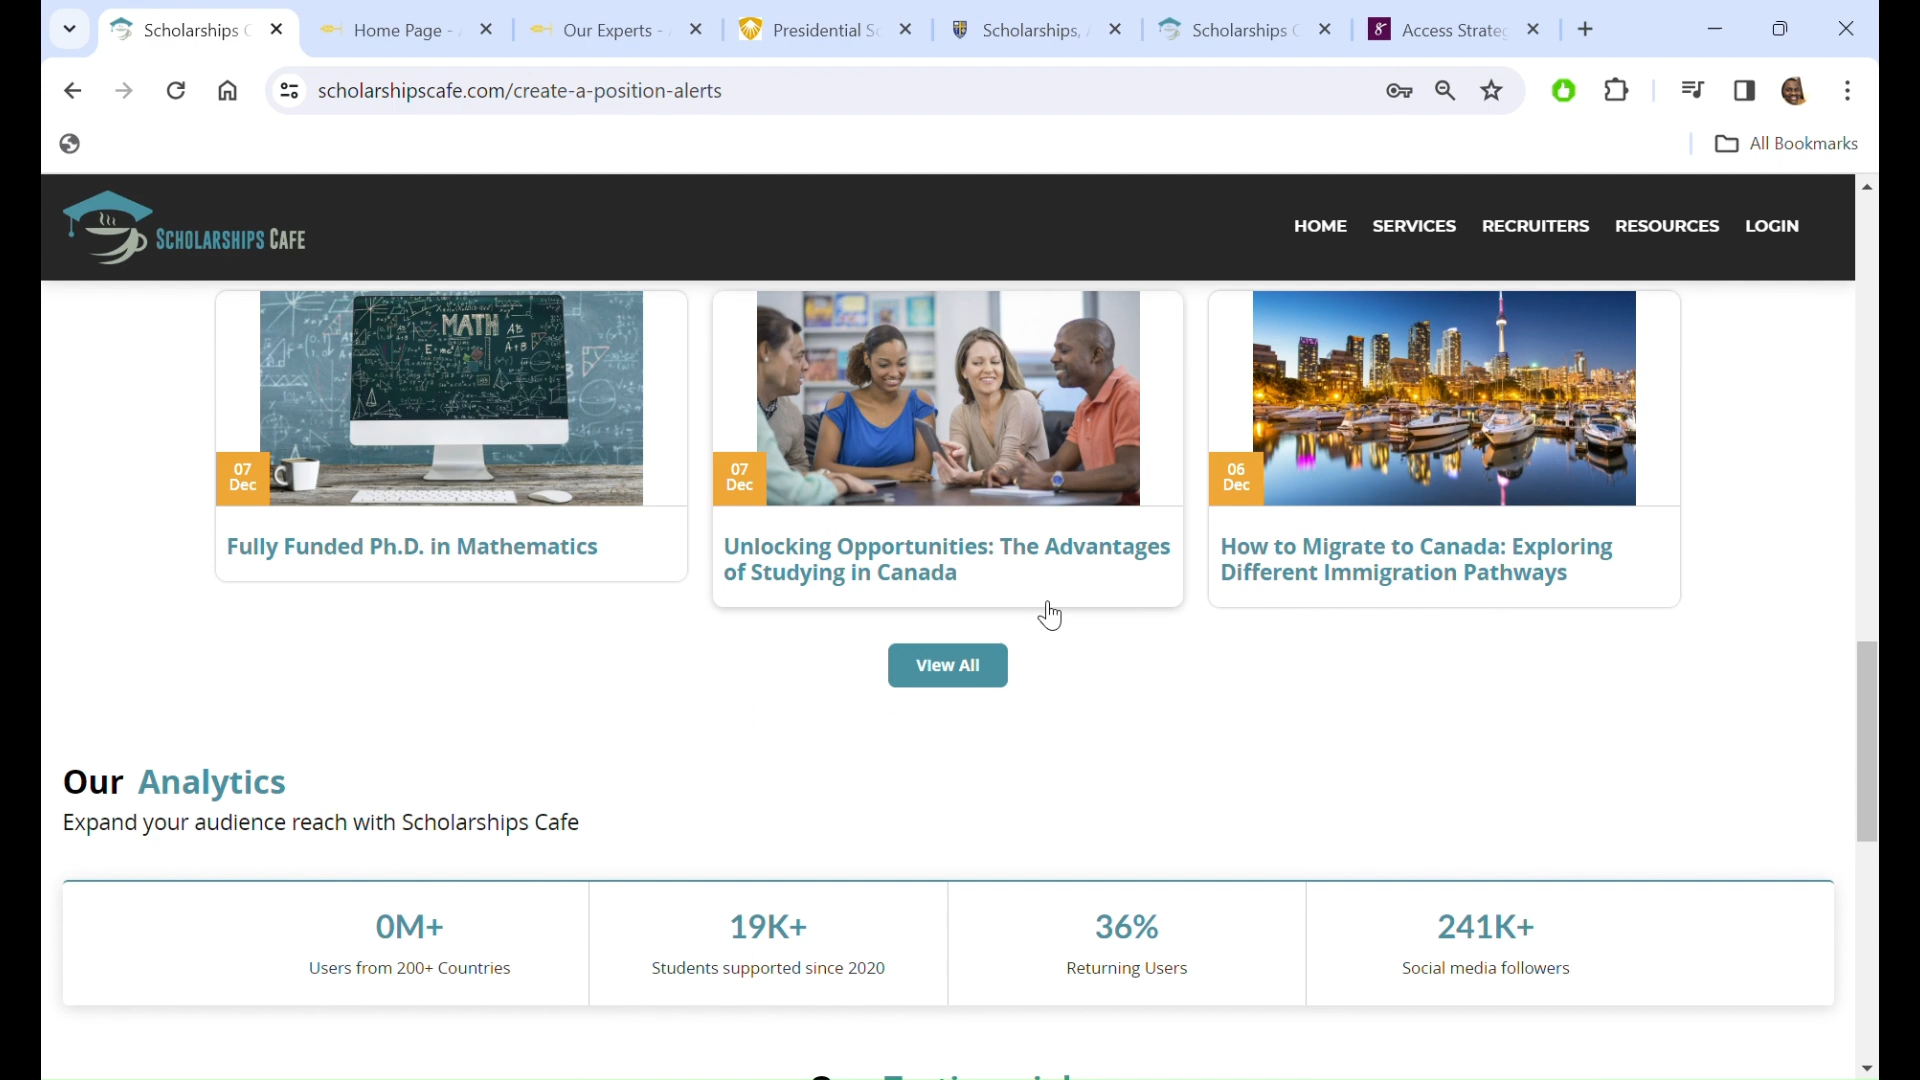 Scholarships
Home Page -
Our Experts -
Presidential Sc
Scholarships,
Scholarships
Access Strateg
scholarshipscafe.com/create-a-position-alerts
All Bookmarks
SCHOLARSHIPS CAFE
HOME SERVICES RECRUITERS RESOURCES LOGIN
MATH
07
Dec
07
Dec
06
Dec
Fully Funded Ph.D. in Mathematics
Unlocking Opportunities: The Advantages
of Studying in Canada
How to Migrate to Canada: Exploring
Different Immigration Pathways
View All
Our Analytics
Expand your audience reach with Scholarships Cafe
0M+
Users from 200+ Countries
19K+
Students supported since 2020
36%
Returning Users
241K+
Social media followers